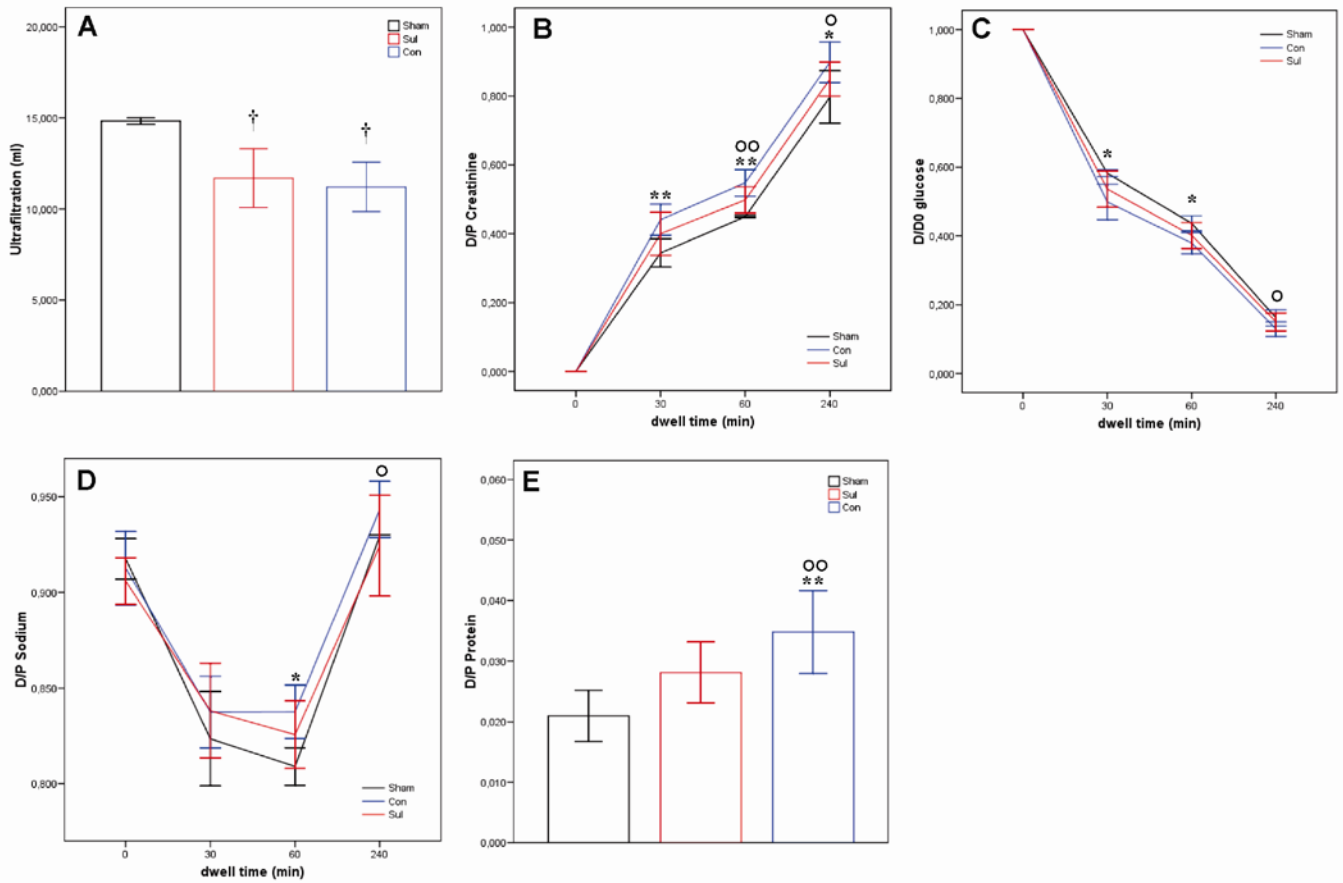 A
Ultrafiltration (ml)
20,000
15,000
10,000
5,000
0,000
Sham
Sul
Con
†
†
B
D/P Creatinine
1,000
0,800
0,600
0,400
0,200
0,000
**
OO
**
O
*
Sham
Con
Sul
0 30 60 240
dwell time (min)
C
D/D0 glucose
1,000
0,800
0,600
0,400
0,200
0,000
Sham
Con
Sul
*
*
O
0 30 60 240
dwell time (min)
D
D/P Sodium
0,950
0,900
0,850
0,800
*
O
Sham
Con
Sul
0 30 60 240
dwell time (min)
E
D/P Protein
0,060
0,050
0,040
0,030
0,020
0,010
0,000
Sham
Sul
Con
OO
**